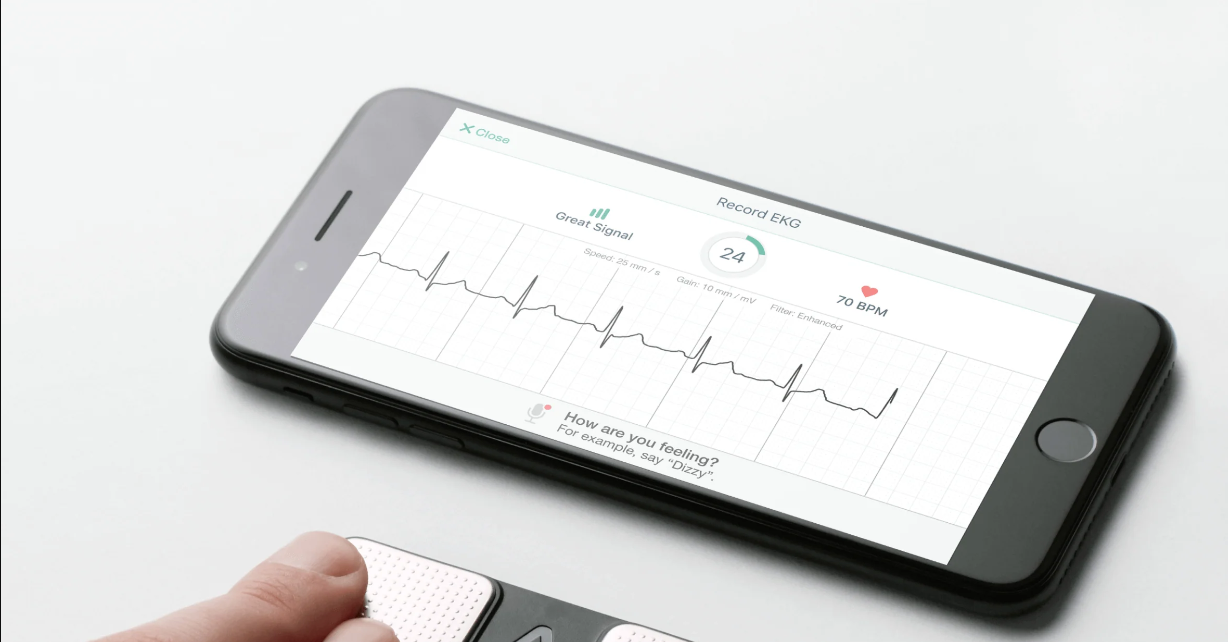 Close
Record EKG
Great Signal
24
70 BPM
Speed: 25 mm / s
Gain: 10 mm / mV
Filter: Enhanced
How are you feeling?
For example, say “Dizzy”.